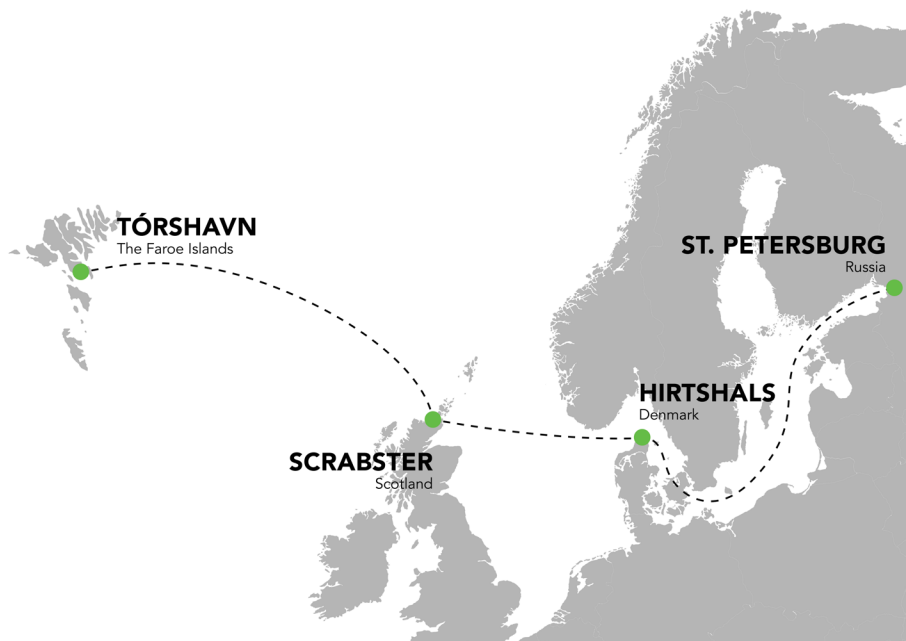 TÓRSHAVN
The Faroe Islands
ST. PETERSBURG
Russia
HIRTSHALS
Denmark
SCRABSTER
Scotland